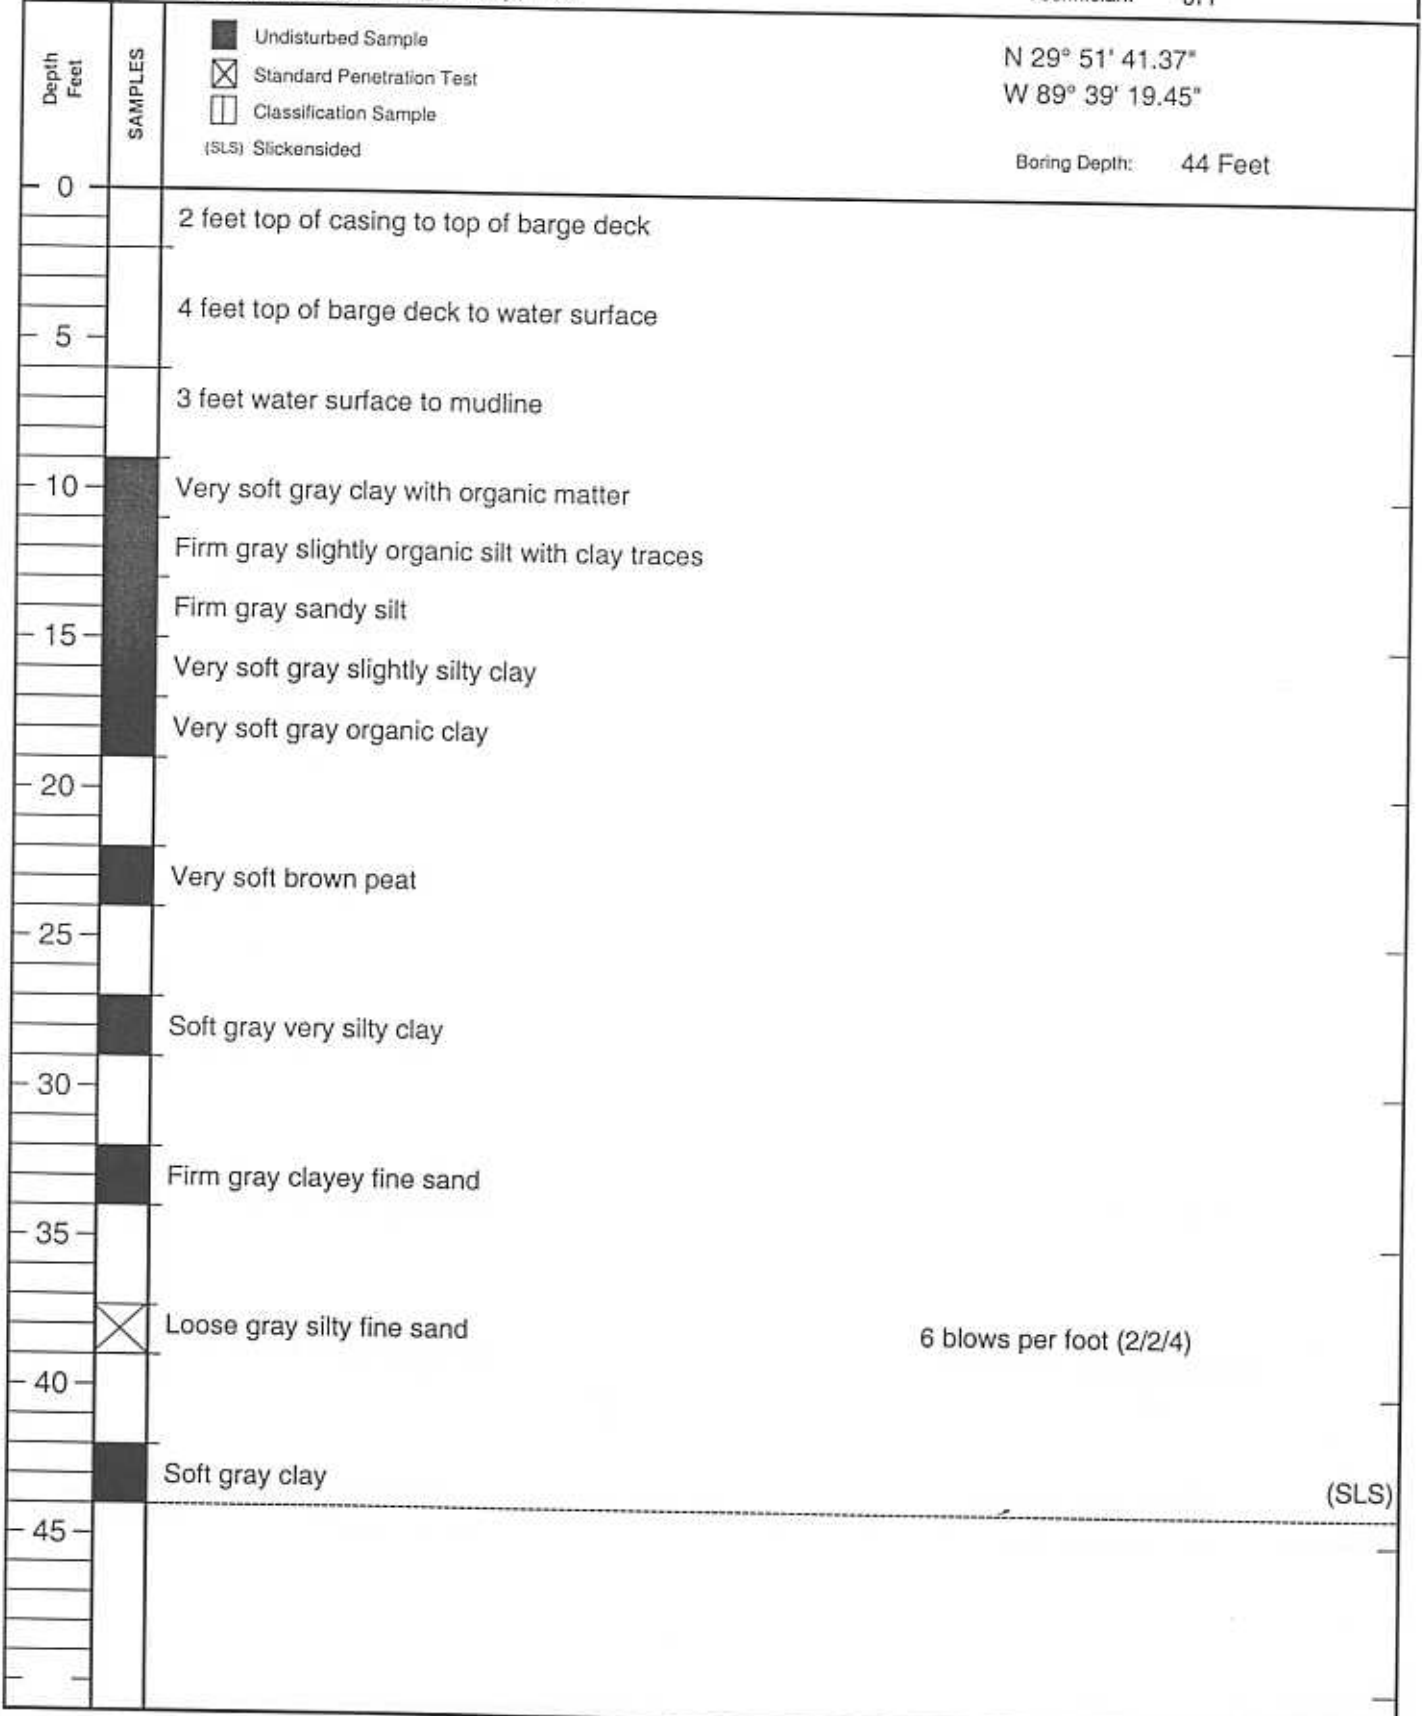 Depth
Feet
SAMPLES
Undisturbed Sample
Standard Penetration Test
Classification Sample
(SLS) Slickensided
N 29° 51' 41.37"
W 89° 39' 19.45"
Boring Depth: 44 Feet
0
2 feet top of casing to top of barge deck
4 feet top of barge deck to water surface
5
3 feet water surface to mudline
10
Very soft gray clay with organic matter
Firm gray slightly organic silt with clay traces
Firm gray sandy silt
15
Very soft gray slightly silty clay
Very soft gray organic clay
20
Very soft brown peat
25
Soft gray very silty clay
30
Firm gray clayey fine sand
35
Loose gray silty fine sand 6 blows per foot (2/2/4)
40
Soft gray clay (SLS)
45